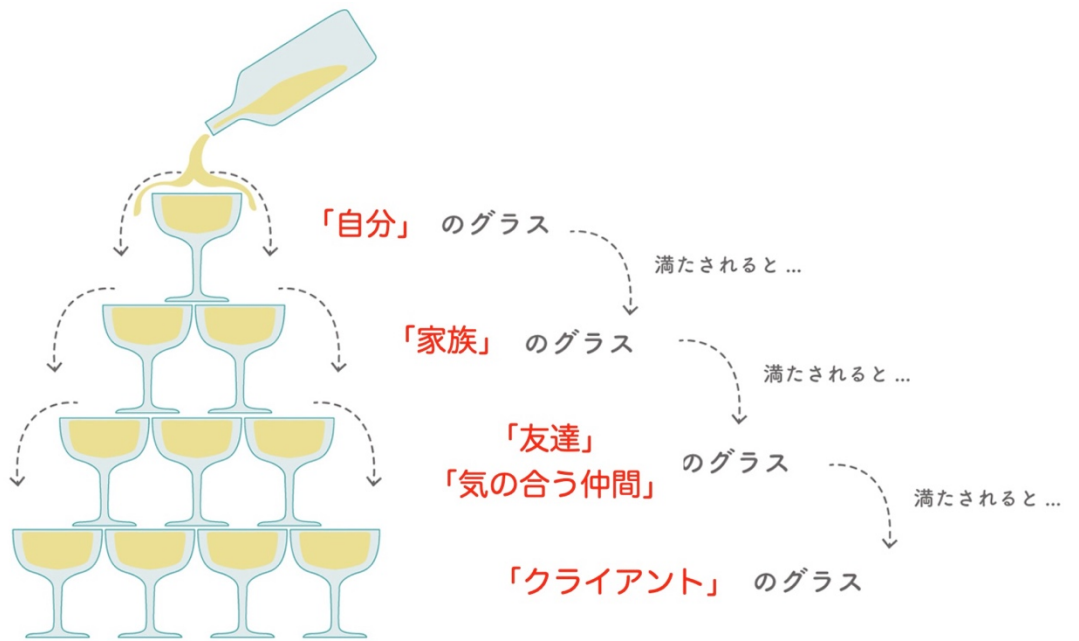 「自分」 のグラス
満たされると ...
「家族」 のグラス
満たされると ...
「友達」
「気の合う仲間」 のグラス
満たされると ...
「クライアント」 のグラス